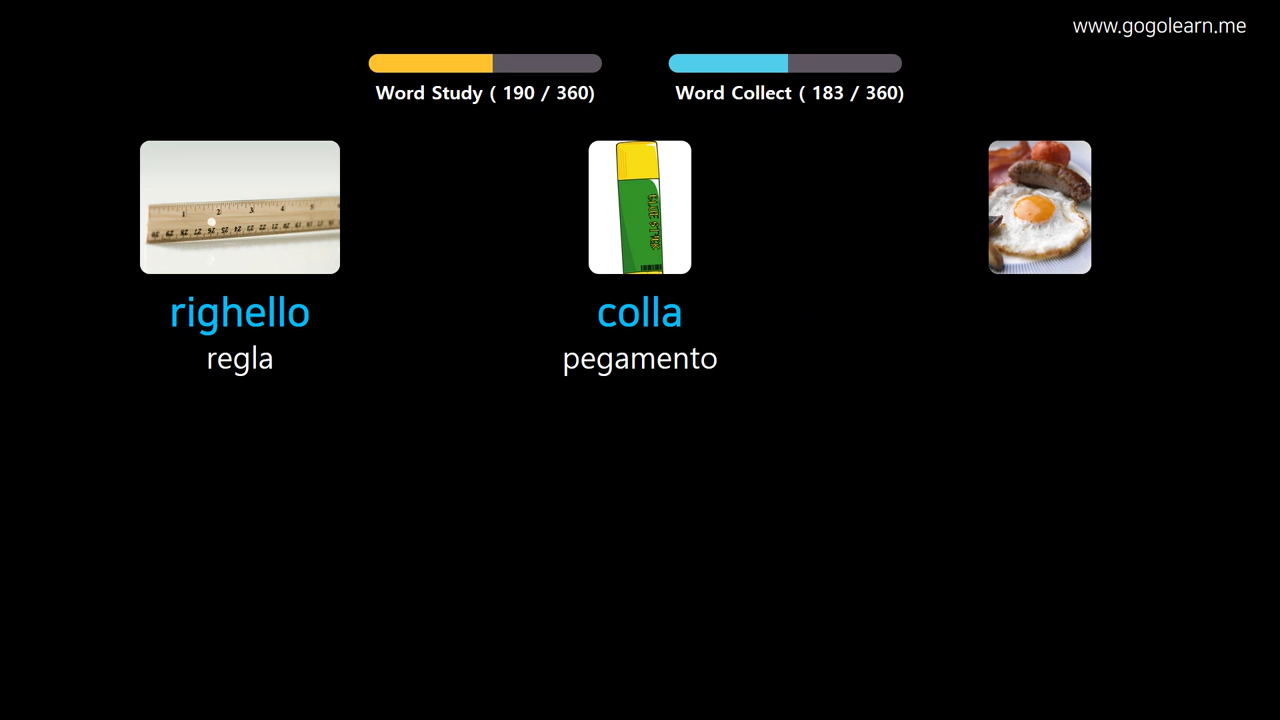 www.gogolearn.me
Word Study ( 190 / 360)
Word Collect ( 183 / 360)
righello
colla
regla
pegamento